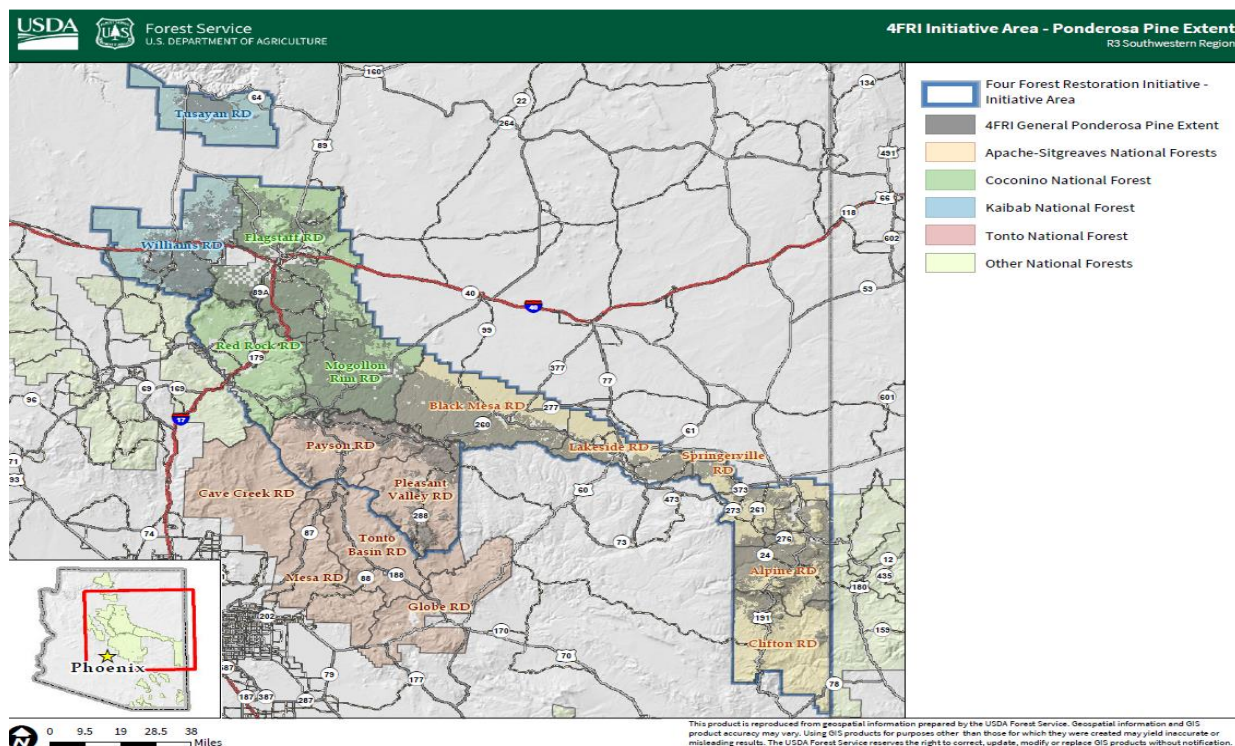 USDA
Forest Service
U.S. DEPARTMENT OF AGRICULTURE
4FRI Initiative Area - Ponderosa Pine Extent
R3 Southwestern Region
Four Forest Restoration Initiative -
Initiative Area
4FRI General Ponderosa Pine Extent
Apache-Sitgreaves National Forests
Coconino National Forest
Kaibab National Forest
Tonto National Forest
Other National Forests
160
134
64
22
Tusayan RD
264
89
491
66
118
Williams RD
Flagstaff RD
602
89A
40
40
53
99
Red Rock RD
179
Mogollon
Rim RD
377
77
69
169
96
601
17
Black Mesa RD
277
260
61
Payson RD
Lakeside RD
Springerville
RD
71
93
Cave Creek RD
Pleasant
Valley RD
60
473
373
273
261
288
74
87
Tonto
Basin RD
73
276
24
12
Mesa RD
88
188
Alpine RD
435
180
Globe RD
202
191
170
159
Clifton RD
70
Phoenix
79
177
78
187
387
287
0 9.5 19 28.5 38
Miles
This product is reproduced from geospatial information prepared by the USDA Forest Service. Geospatial information and GIS
product accuracy may vary. Using GIS products for purposes other than those for which they were created may yield inaccurate or
misleading results. The USDA Forest Service reserves the right to correct, update, modify or replace GIS products without notification.